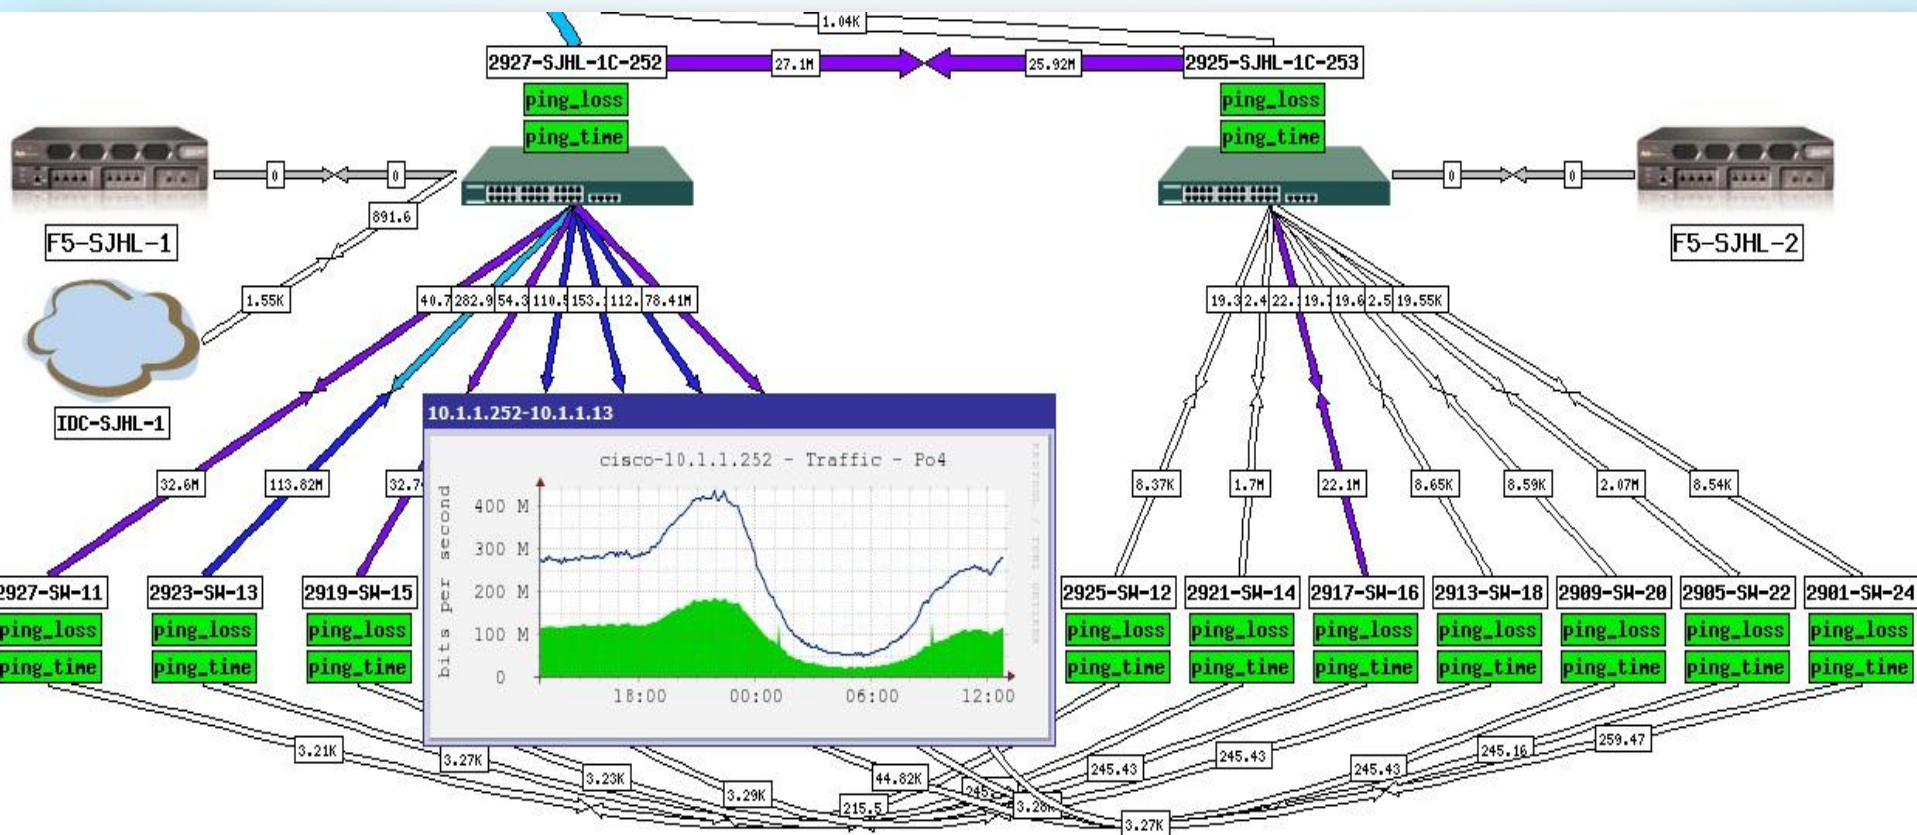 1.04K
2927-SJHL-1C-252
27.1M
25.92M
2925-SJHL-1C-253
ping_loss
ping_time
ping_loss
ping_time
0
0
0
0
F5-SJHL-1
891.6
F5-SJHL-2
1.55K
40.7
282.9
54.3
110.5
153.
112.
78.41M
19.3
2.4
22.
19.
19.6
2.5
19.55K
IDC-SJHL-1
32.6M
113.82M
32.7
8.37K
1.7M
22.1M
8.65K
8.59K
2.07M
8.54K
10.1.1.252-10.1.1.13
cisco-10.1.1.252 - Traffic - Po4
bits per second
400 M
300 M
200 M
100 M
0
18:00
00:00
06:00
12:00
2927-SW-11
2923-SW-13
2919-SW-15
2925-SW-12
2921-SW-14
2917-SW-16
2913-SW-18
2909-SW-20
2905-SW-22
2901-SW-24
ping_loss
ping_loss
ping_loss
ping_loss
ping_loss
ping_loss
ping_loss
ping_loss
ping_loss
ping_loss
ping_time
ping_time
ping_time
ping_time
ping_time
ping_time
ping_time
ping_time
ping_time
ping_time
3.21K
3.27K
3.23K
3.29K
44.82K
215.5
245.
3.28K
245.43
245.43
245.43
245.16
259.47
3.27K